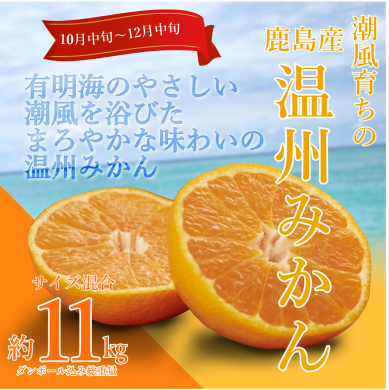 10月中旬～12月中旬
潮風育ちの
鹿島産
温州みかん
有明海のやさしい
潮風を浴びた
まろやかな味わいの
温州みかん
サイズ混合
約11kg
ダンボール込み総重量